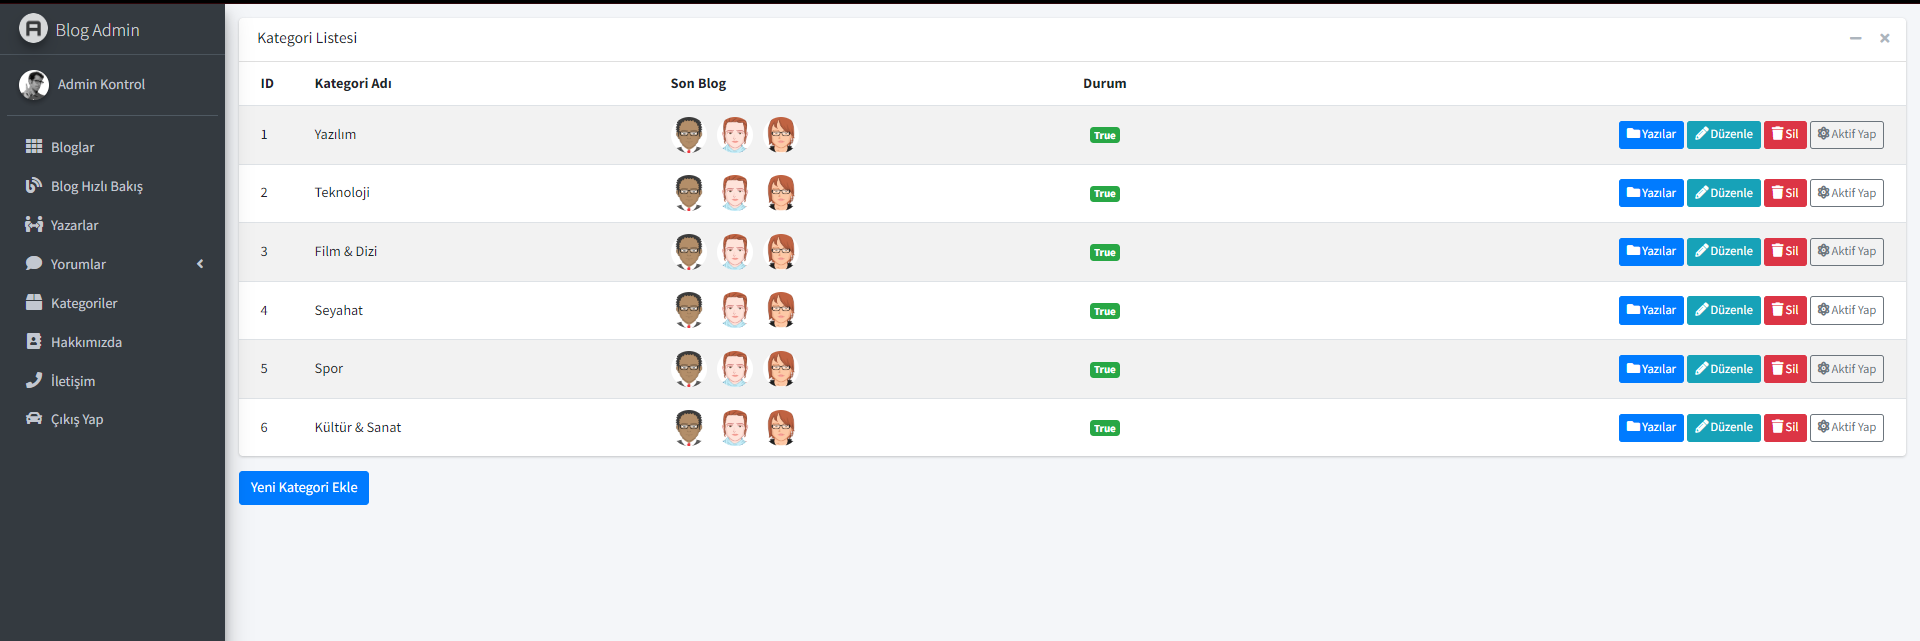 Blog Admin
Admin Kontrol
Bloglar
Blog Hızlı Bakış
Yazarlar
Yorumlar
Kategoriler
Hakkımızda
İletişim
Çıkış Yap
Kategori Listesi
ID Kategori Adı Son Blog Durum
1 Yazılım True Yazılar Düzenle Sil Aktif Yap
2 Teknoloji True Yazılar Düzenle Sil Aktif Yap
3 Film & Dizi True Yazılar Düzenle Sil Aktif Yap
4 Seyahat True Yazılar Düzenle Sil Aktif Yap
5 Spor True Yazılar Düzenle Sil Aktif Yap
6 Kültür & Sanat True Yazılar Düzenle Sil Aktif Yap
Yeni Kategori Ekle